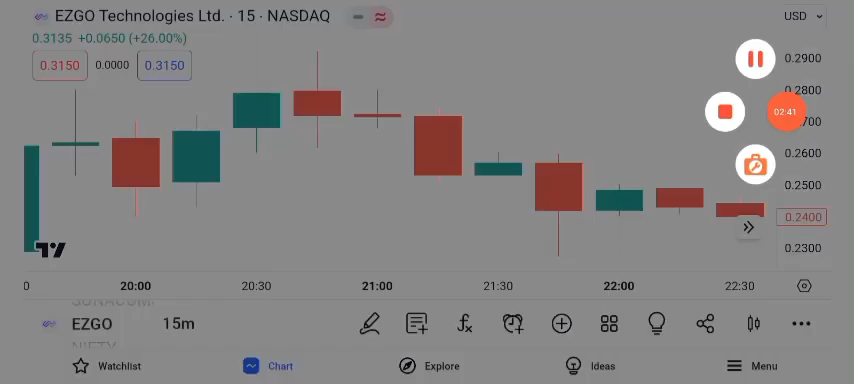 EZGO Technologies Ltd. · 15 · NASDAQ
USD
0.3135 +0.0650 (+26.00%)
0.3150 0.0000 0.3150
0.2900
0.2800
02:41
0.2600
0.2500
0.2400
0.2300
0 20:00 20:30 21:00 21:30 22:00 22:30
EZGO 15m
NIFTY
Watchlist Chart Explore Ideas Menu